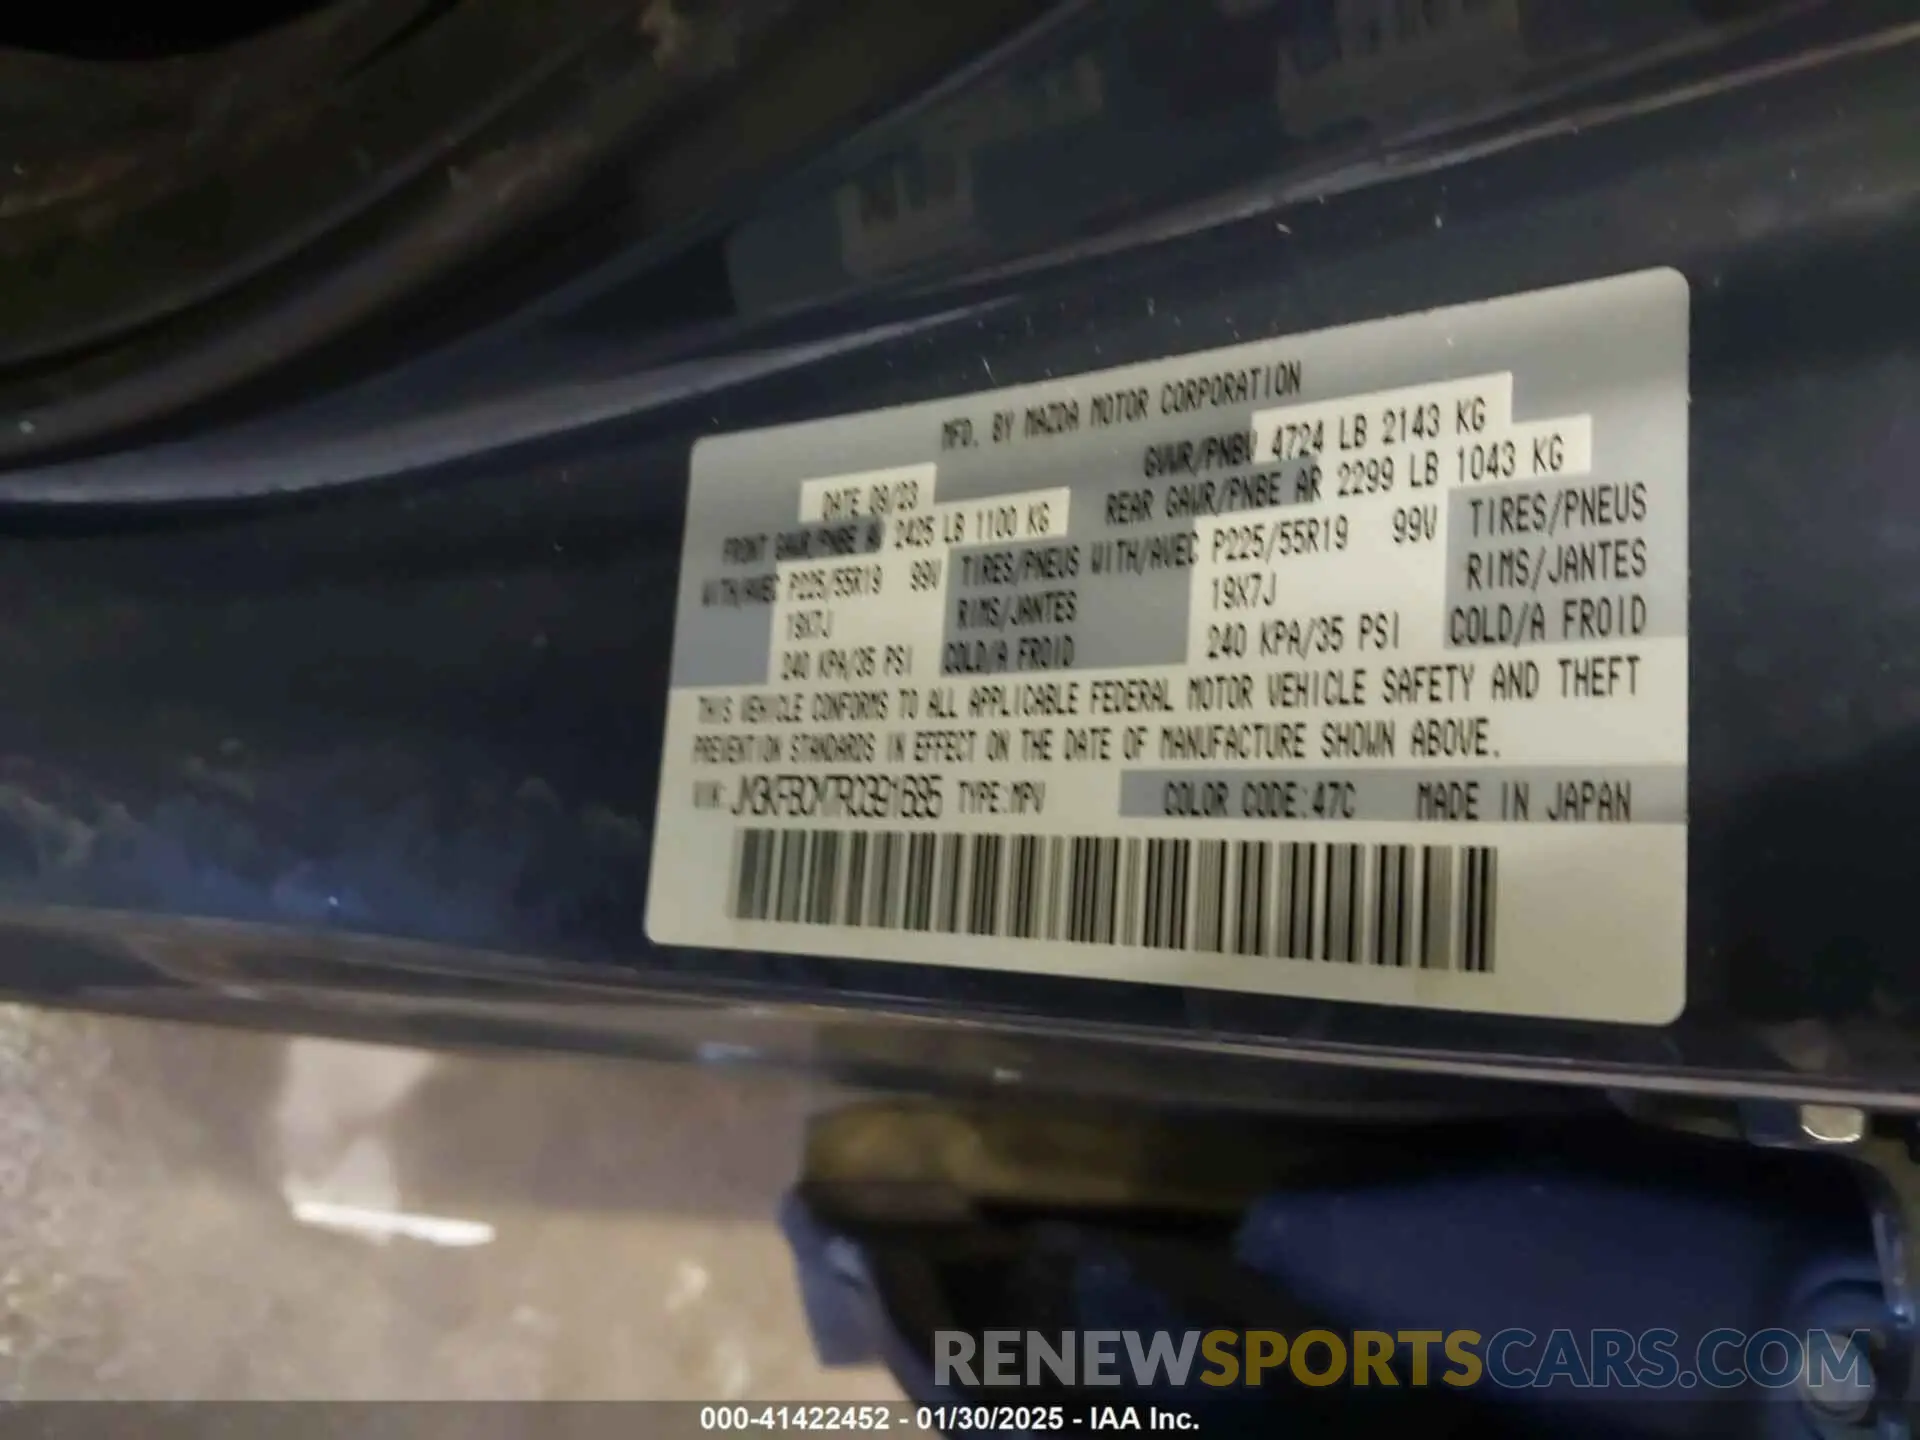 MFD. BY MAZDA MOTOR CORPORATION
DATE 09/23 GVWR/PNBV 4724 LB 2143 KG
FRONT GAWR/PNBE AV 2425 LB 1100 KG REAR GAWR/PNBE AR 2299 LB 1043 KG
WITH/AVEC P225/55R19 99V TIRES/PNEUS WITH/AVEC P225/55R19 99V TIRES/PNEUS
19X7J RIMS/JANTES 19X7J RIMS/JANTES
240 KPA/35 PSI COLD/A FROID 240 KPA/35 PSI COLD/A FROID
THIS VEHICLE CONFORMS TO ALL APPLICABLE FEDERAL MOTOR VEHICLE SAFETY AND THEFT
PREVENTION STANDARDS IN EFFECT ON THE DATE OF MANUFACTURE SHOWN ABOVE.
VIN: TYPE:MPV COLOR CODE:47C MADE IN JAPAN
RENEWSPORTSCARS.COM
000-41422452 - 01/30/2025 - IAA Inc.